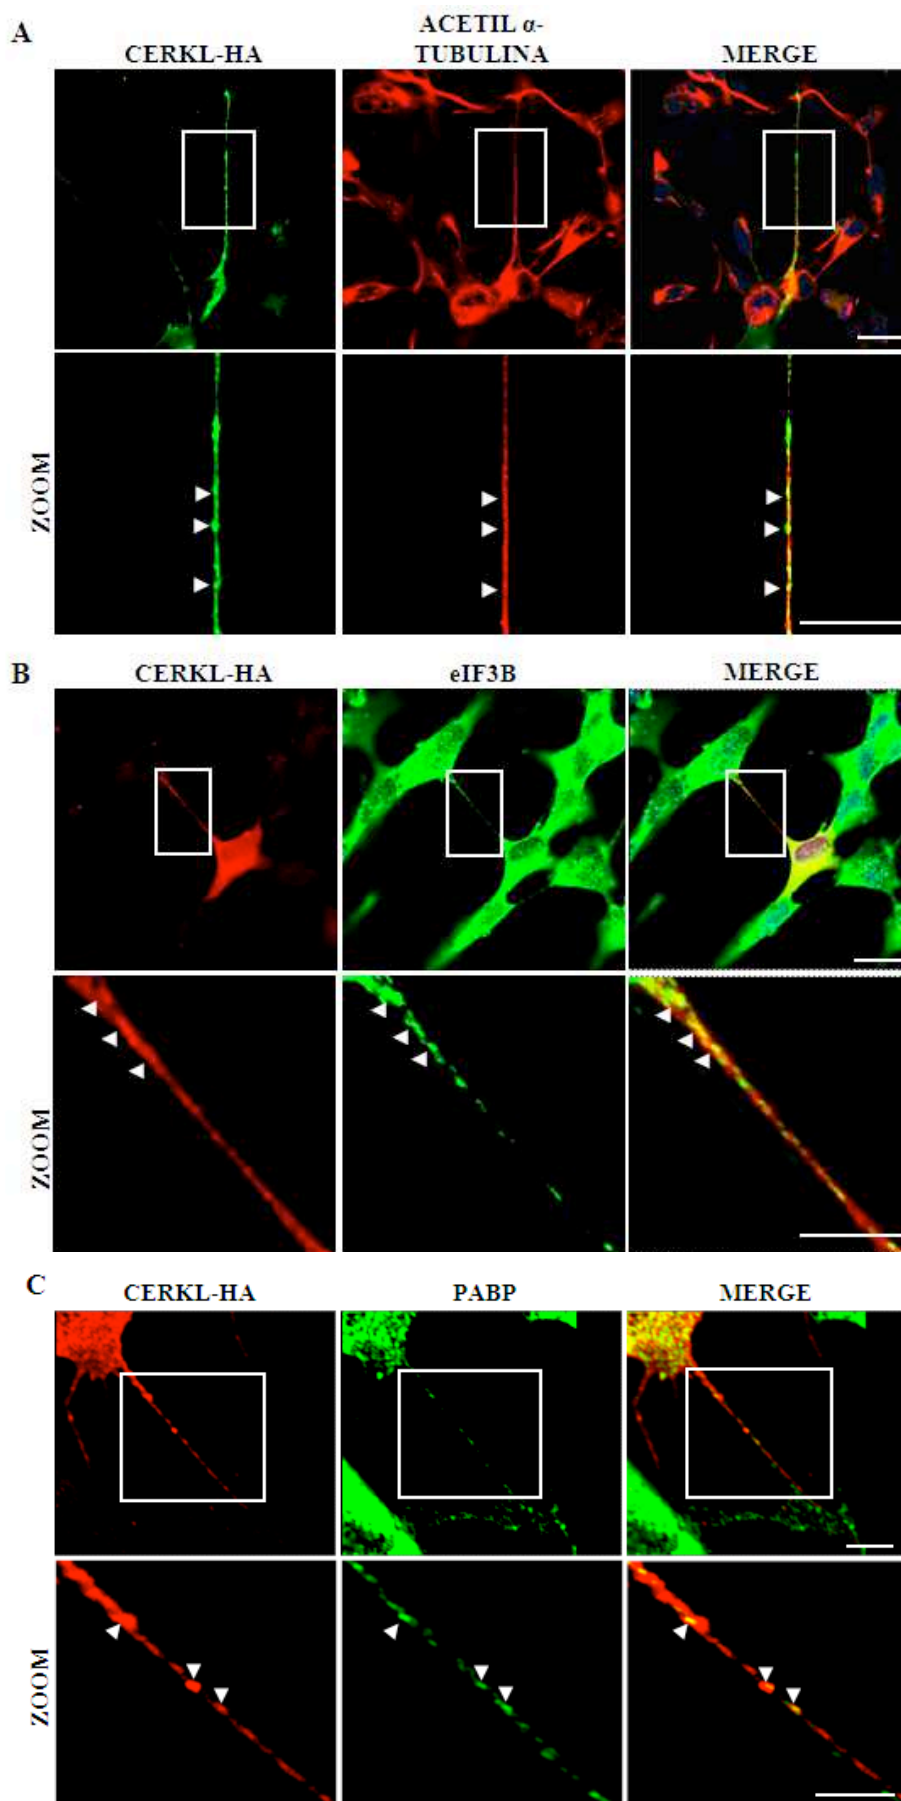 A
CERKL-HA
ACETIL α-
TUBULINA
MERGE
ZOOM
B
CERKL-HA
eIF3B
MERGE
ZOOM
C
CERKL-HA
PABP
MERGE
ZOOM